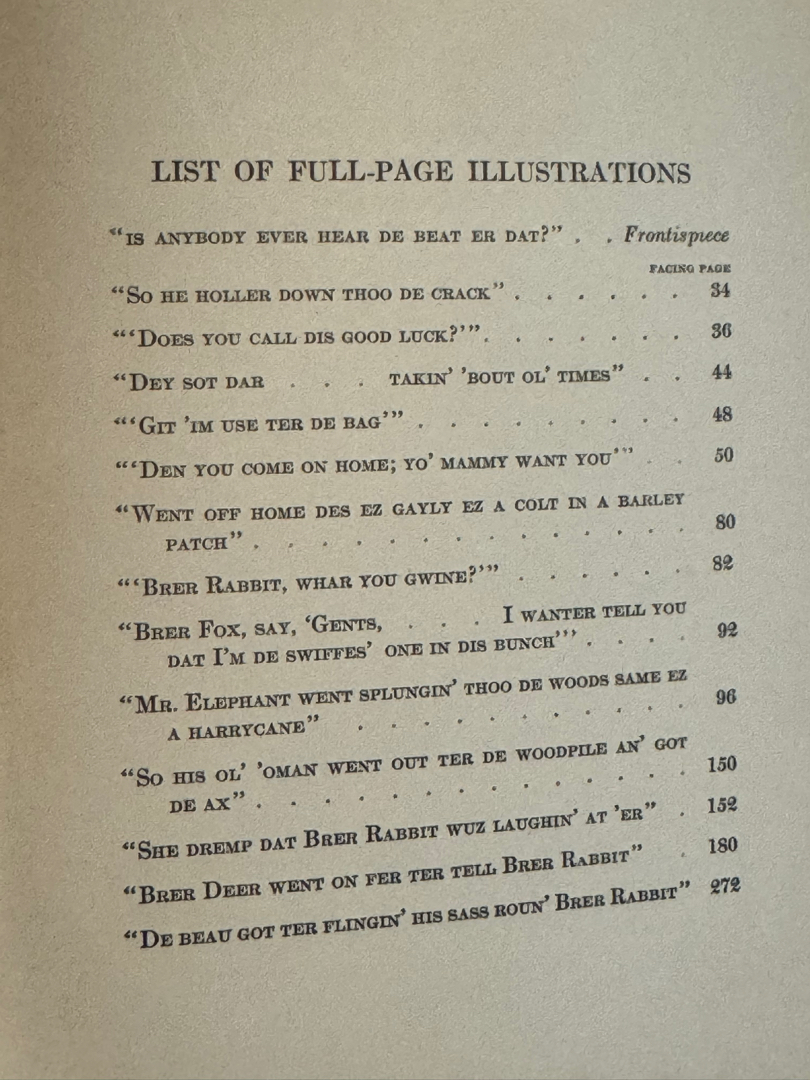 LIST OF FULL-PAGE ILLUSTRATIONS
"IS ANYBODY EVER HEAR DE BEAT ER DAT?" . . Frontispiece
FACING PAGE
"SO HE HOLLER DOWN THOO DE CRACK" . . . . . . 34
"'DOES YOU CALL DIS GOOD LUCK?'" . . . . . . 36
"DEY SOT DAR . . . TAKIN' 'BOUT OL' TIMES" . . 44
"'GIT 'IM USE TER DE BAG'" . . . . . . . . 48
"'DEN YOU COME ON HOME; YO' MAMMY WANT YOU'" . . 50
"WENT OFF HOME DES EZ GAYLY EZ A COLT IN A BARLEY
PATCH" . . . . . . . . . . . . . 80
"'BRER RABBIT, WHAR YOU GWINE?'" . . . . . . 82
"BRER FOX, SAY, 'GENTS, . . . I WANTER TELL YOU
DAT I'M DE SWIFFES' ONE IN DIS BUNCH'" . . . . 92
"MR. ELEPHANT WENT SPLUNGIN' THOO DE WOODS SAME EZ
A HARRYCANE" . . . . . . . . . . 96
"SO HIS OL' 'OMAN WENT OUT TER DE WOODPILE AN' GOT
DE AX" . . . . . . . . . . . . . 150
"SHE DREMP DAT BRER RABBIT WUZ LAUGHIN' AT 'ER" . 152
"BRER DEER WENT ON FER TER TELL BRER RABBIT" . 180
"DE BEAU GOT TER FLINGIN' HIS SASS ROUN' BRER RABBIT" 272